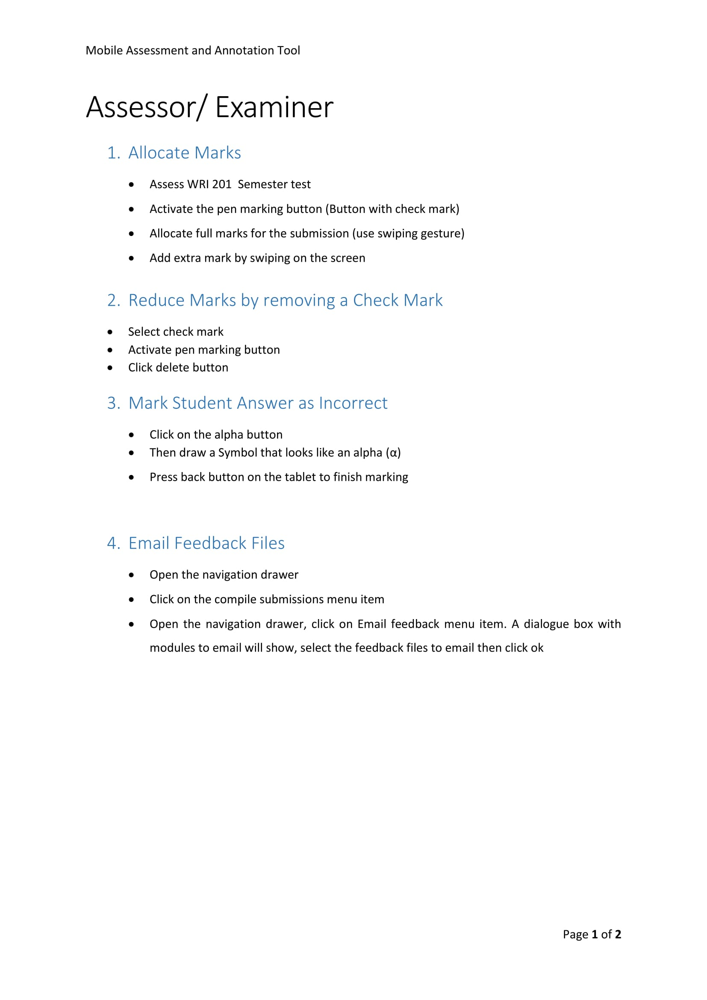 Mobile Assessment and Annotation Tool
Assessor/ Examiner
1. Allocate Marks
• Assess WRI 201  Semester test
• Activate the pen marking button (Button with check mark)
• Allocate full marks for the submission (use swiping gesture)
• Add extra mark by swiping on the screen
2. Reduce Marks by removing a Check Mark
• Select check mark
• Activate pen marking button
• Click delete button
3. Mark Student Answer as Incorrect
• Click on the alpha button
• Then draw a Symbol that looks like an alpha (α)
• Press back button on the tablet to finish marking
4. Email Feedback Files
• Open the navigation drawer
• Click on the compile submissions menu item
• Open the navigation drawer, click on Email feedback menu item. A dialogue box with
modules to email will show, select the feedback files to email then click ok
Page 1 of 2